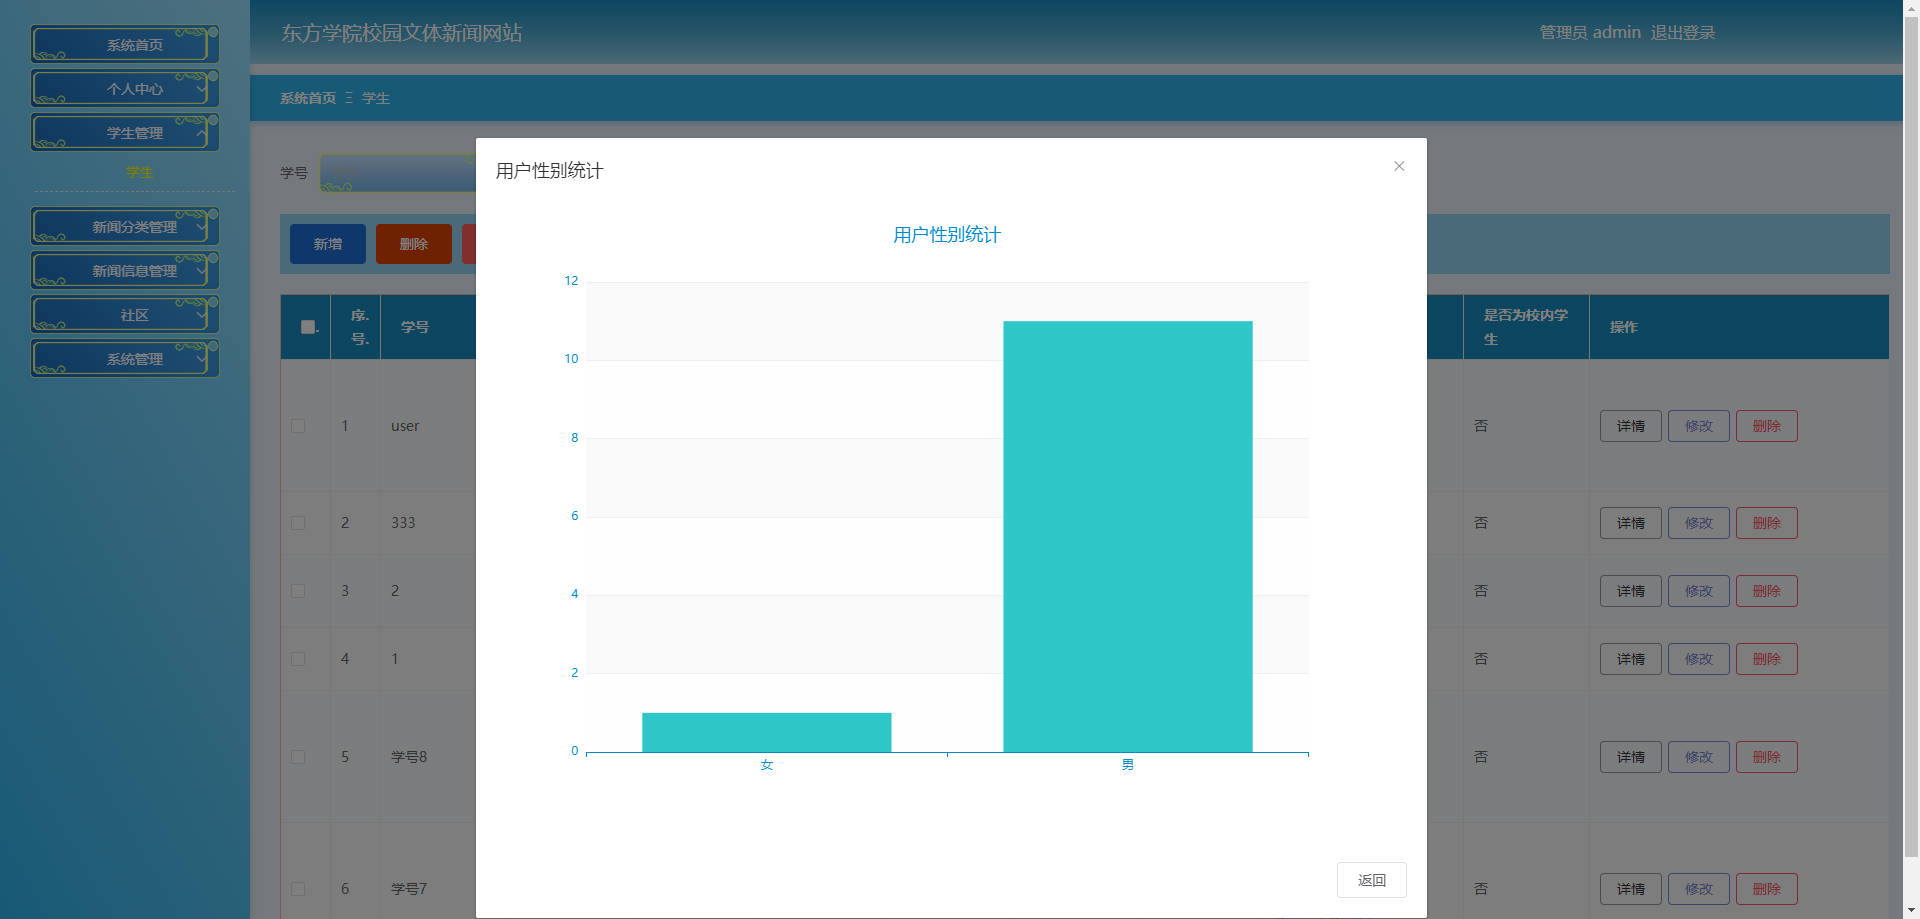 东方学院校园文体新闻网站
管理员 admin 退出登录
系统首页
个人中心
学生管理
学生
新闻分类管理
新闻信息管理
社区
系统管理
系统首页 Ξ 学生
学号
新增 删除
序.号. 学号 是否为校内学生 操作
1 user 否 详情 修改 删除
2 333 否 详情 修改 删除
3 2 否 详情 修改 删除
4 1 否 详情 修改 删除
5 学号8 否 详情 修改 删除
6 学号7 否 详情 修改 删除
用户性别统计
用户性别统计
12
10
8
6
4
2
0
女 男
返回